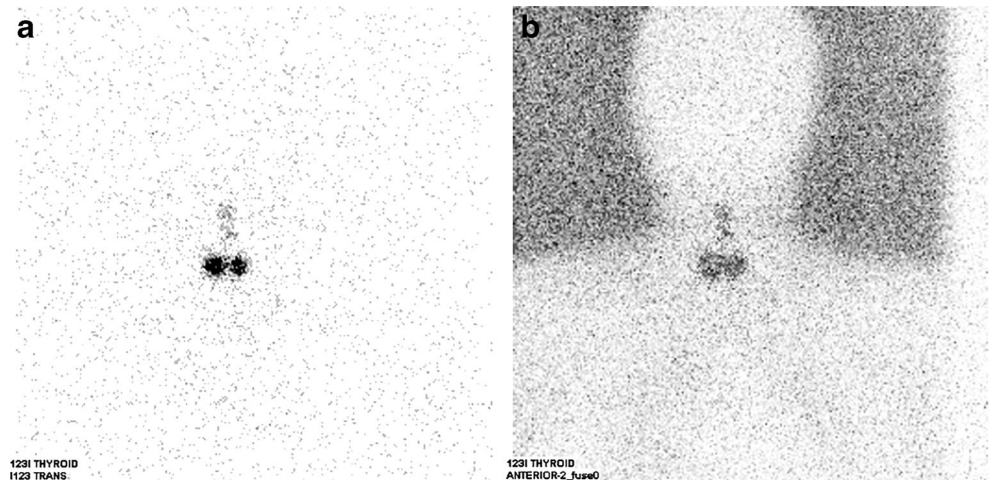 a
b
123I THYROID
I123 TRANS
123I THYROID
ANTERIOR-2_fuse0